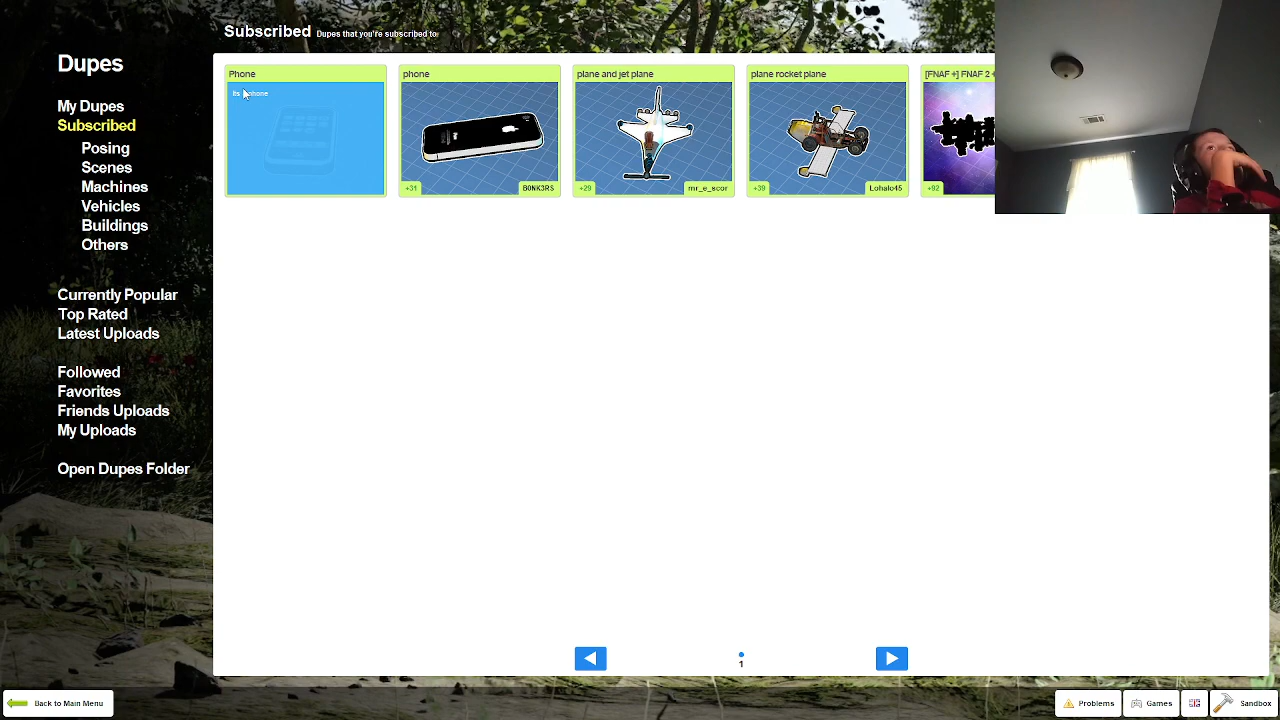 Subscribed Dupes that you're subscribed to
Dupes
My Dupes
Subscribed
Posing
Scenes
Machines
Vehicles
Buildings
Others
Currently Popular
Top Rated
Latest Uploads
Followed
Favorites
Friends Uploads
My Uploads
Open Dupes Folder
Phone
phone
phone
+31
B0NK3RS
plane and jet plane
+29
mr_e_scor
plane rocket plane
+39
Lohalo45
[FNAF +] FNAF 2
+92
1
Back to Main Menu
Problems
Games
Sandbox